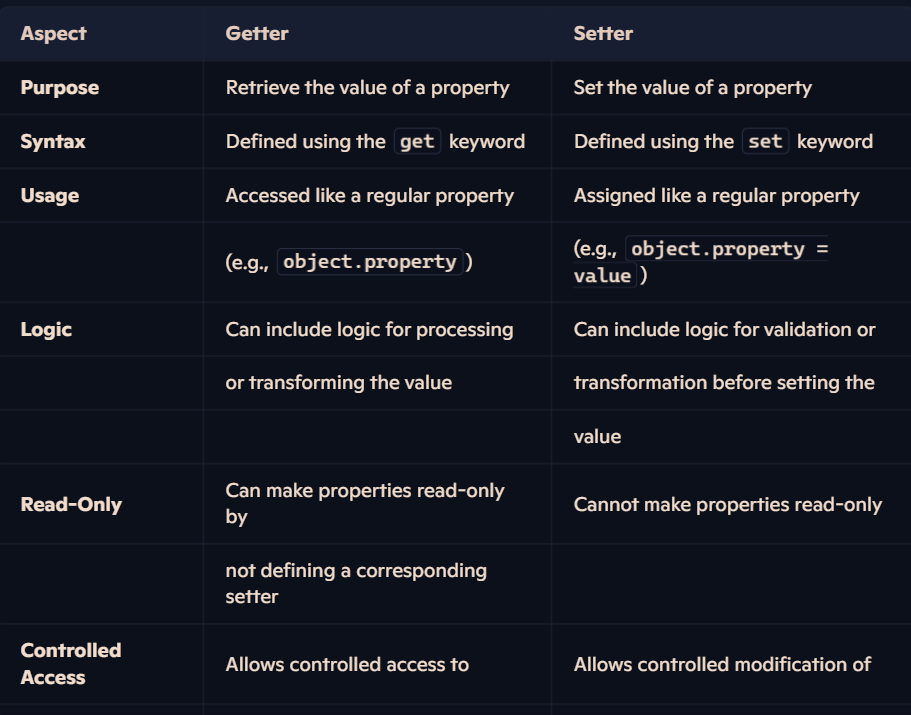 Aspect Getter Setter
Purpose Retrieve the value of a property Set the value of a property
Syntax Defined using the get keyword Defined using the set keyword
Usage Accessed like a regular property Assigned like a regular property
(e.g., object.property) (e.g., object.property =
value)
Logic Can include logic for processing Can include logic for validation or
or transforming the value transformation before setting the
value
Read-Only Can make properties read-only
by
Cannot make properties read-only
not defining a corresponding
setter
Controlled
Access
Allows controlled access to Allows controlled modification of